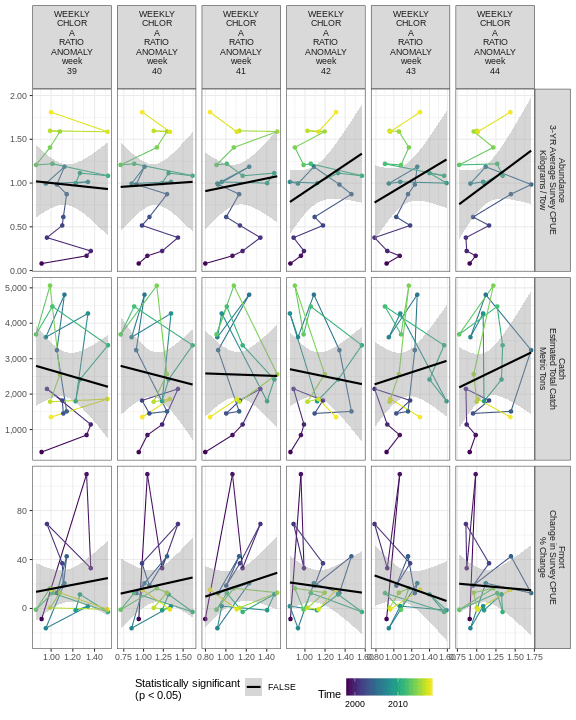 WEEKLY CHLOR A RATIO ANOMALY week 39
WEEKLY CHLOR A RATIO ANOMALY week 40
WEEKLY CHLOR A RATIO ANOMALY week 41
WEEKLY CHLOR A RATIO ANOMALY week 42
WEEKLY CHLOR A RATIO ANOMALY week 43
WEEKLY CHLOR A RATIO ANOMALY week 44
2.00
1.50
1.00
0.50
0.00
Abundance
3-YR Average Survey CPUE
Kilograms / Tow
5,000
4,000
3,000
2,000
1,000
Catch
Estimated Total Catch
Metric Tons
80
40
0
Fmort
Change in Survey CPUE
% Change
1.00 1.20 1.40
0.75 1.00 1.25 1.50
0.80 1.00 1.20 1.40
0.80 1.00 1.20 1.40 1.60
0.80 1.00 1.20 1.40
0.75 1.00 1.25 1.50 1.75
Statistically significant
(p < 0.05)
FALSE
Time
2000 2010